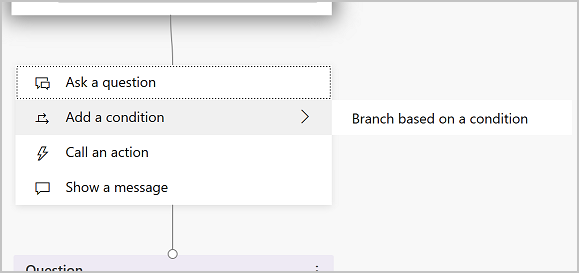 Ask a question
Add a condition
Branch based on a condition
Call an action
Show a message
Question